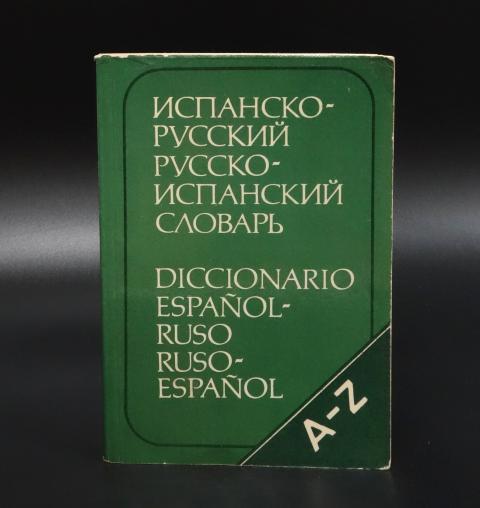 ИСПАНСКО-
РУССКИЙ
РУССКО-
ИСПАНСКИЙ
СЛОВАРЬ
DICCIONARIO
ESPAÑOL-
RUSO
RUSO-
ESPAÑOL
A-Z